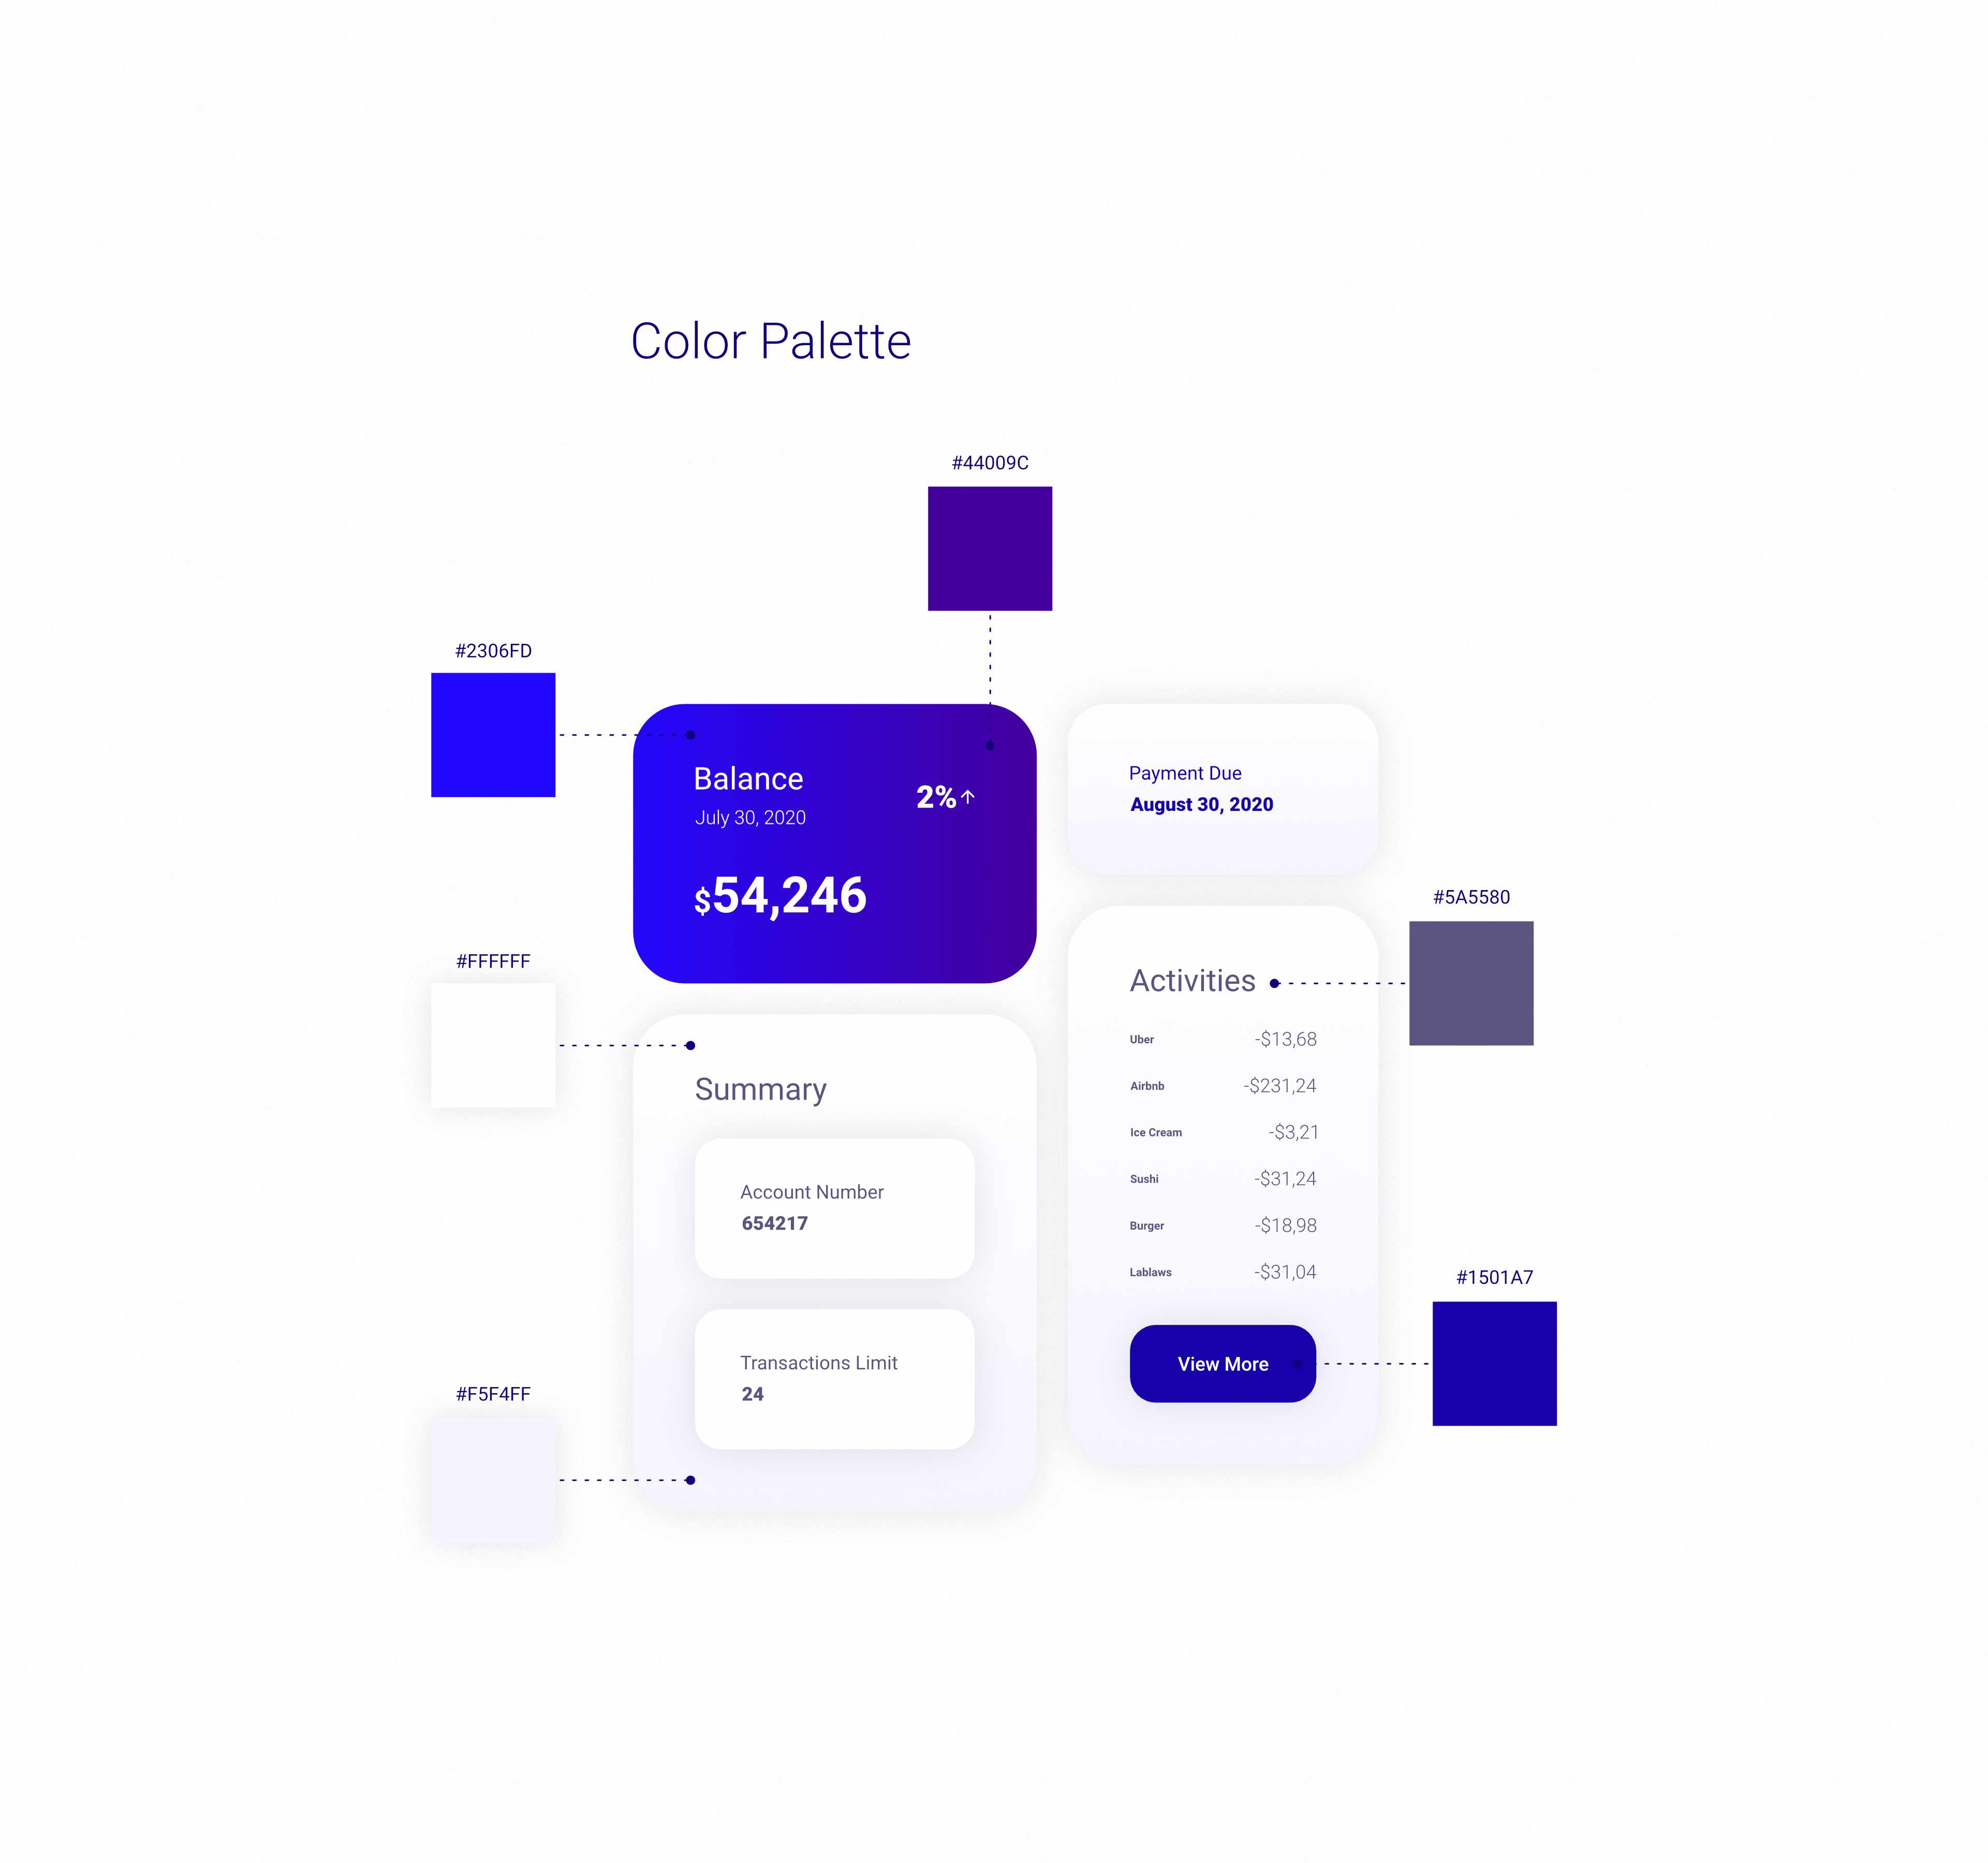 Color Palette
#44009C
#2306FD
Balance
July 30, 2020
2%↑
$54,246
Payment Due
August 30, 2020
#5A5580
#FFFFFF
Activities
Uber -$13,68
Airbnb -$231,24
Ice Cream -$3,21
Sushi -$31,24
Burger -$18,98
Lablaws -$31,04
View More
#1501A7
Summary
Account Number
654217
Transactions Limit
24
#F5F4FF